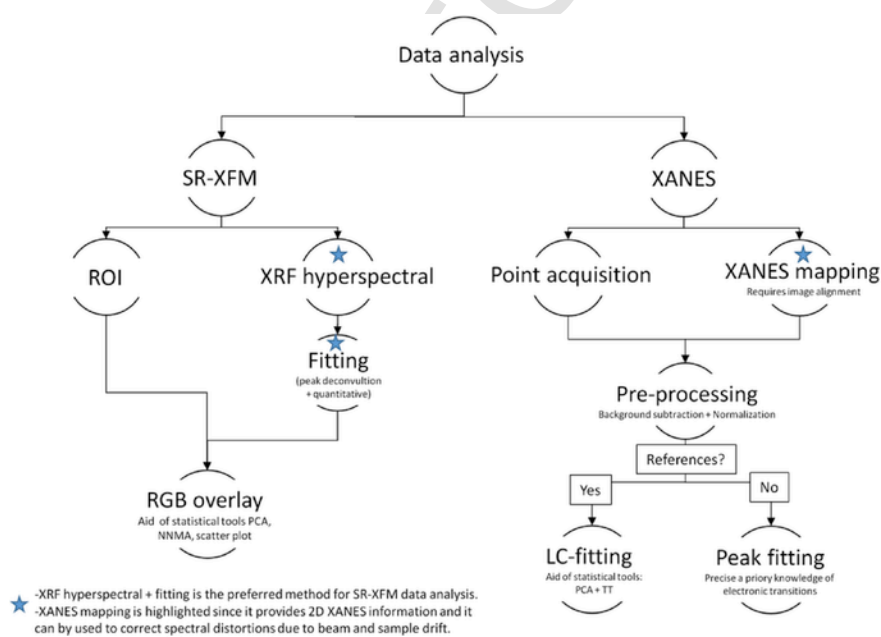 Data analysis
SR-XFM
XANES
ROI
XRF hyperspectral
Point acquisition
XANES mapping
Requires image alignment
Fitting
(peak deconvultion
+ quantitative)
Pre-processing
Background subtraction + Normalization
References?
Yes
No
RGB overlay
Aid of statistical tools PCA,
NNMA, scatter plot
LC-fitting
Aid of statistical tools:
PCA + TT
Peak fitting
Precise a priory knowledge of
electronic transitions
-XRF hyperspectral + fitting is the preferred method for SR-XFM data analysis.
-XANES mapping is highlighted since it provides 2D XANES information and it
can by used to correct spectral distortions due to beam and sample drift.